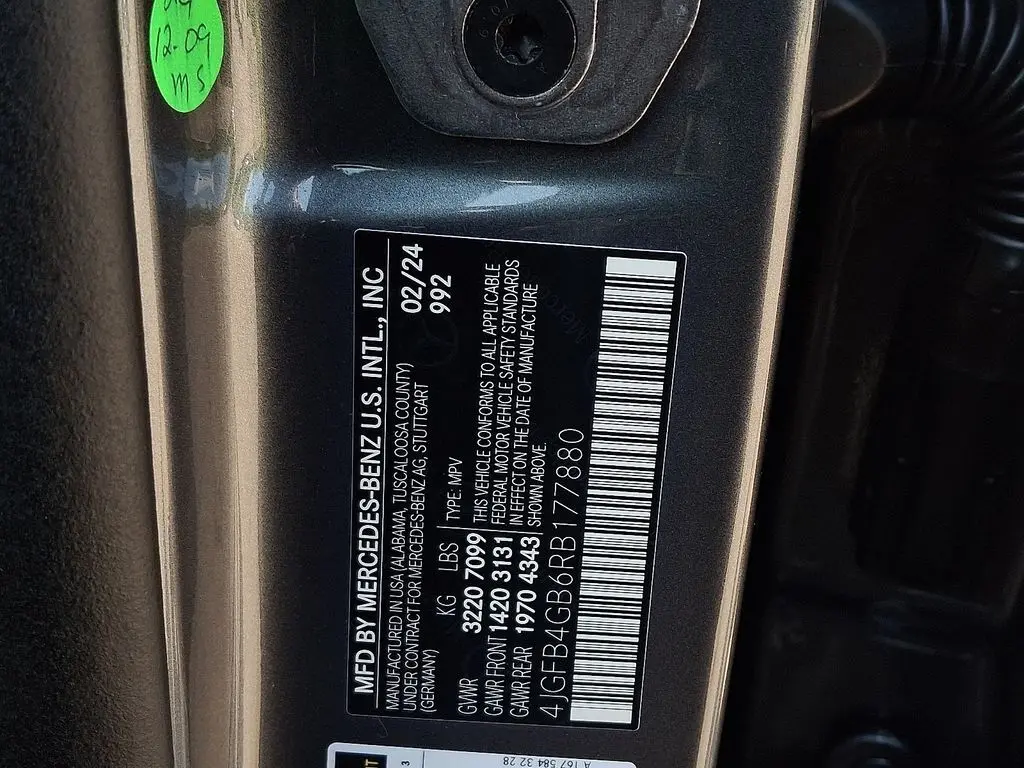 12-09
MS
MFD BY MERCEDES-BENZ U.S. INTL., INC
MANUFACTURED IN USA (ALABAMA, TUSCALOOSA COUNTY)
UNDER CONTRACT FOR MERCEDES-BENZ AG, STUTTGART
(GERMANY)
02/24
992
KG LBS TYPE: MPV
GVWR 3220 7099
GAWR FRONT 1420 3131
GAWR REAR 1970 4343
THIS VEHICLE CONFORMS TO ALL APPLICABLE
FEDERAL MOTOR VEHICLE SAFETY STANDARDS
IN EFFECT ON THE DATE OF MANUFACTURE
SHOWN ABOVE.
4JGFB4GB6RB177880
A 167 584 32 28
3